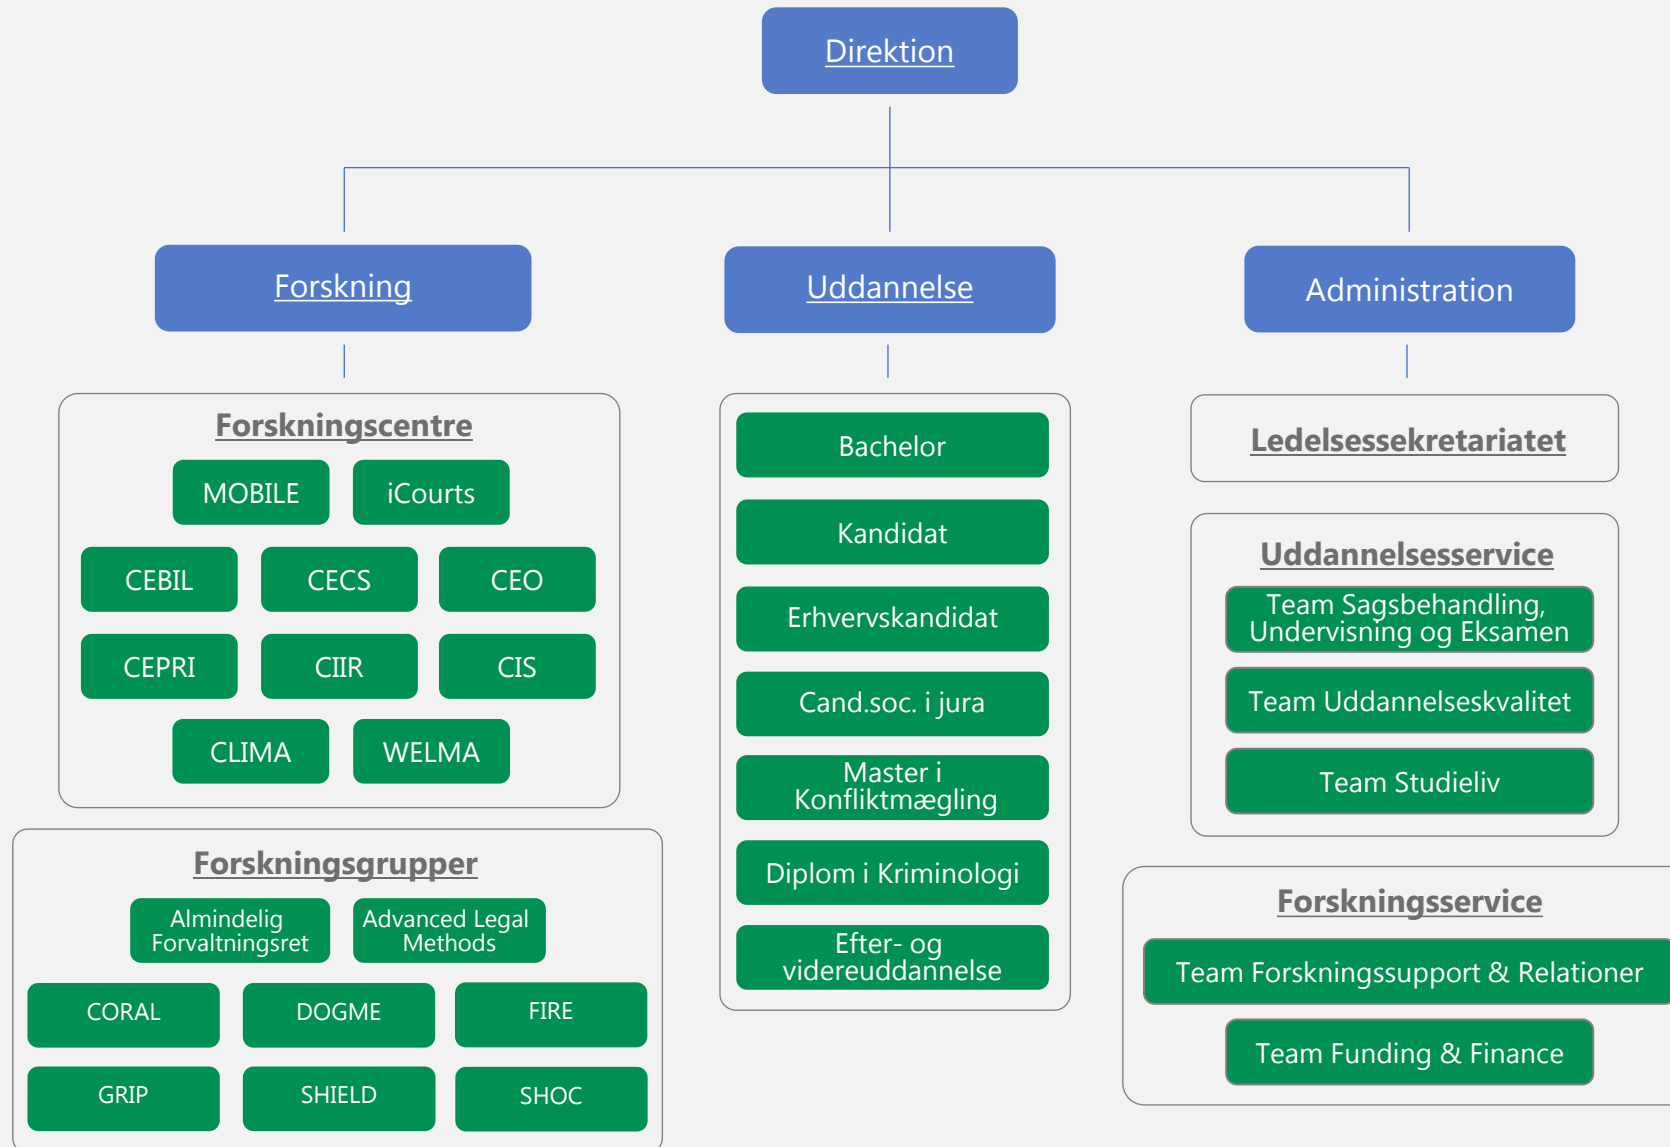 Direktion
Forskning
Uddannelse
Administration
Forskningscentre
MOBILE
iCourts
CEBIL
CECS
CEO
CEPRI
CIIR
CIS
CLIMA
WELMA
Forskningsgrupper
Almindelig
Forvaltningsret
Advanced Legal
Methods
CORAL
DOGME
FIRE
GRIP
SHIELD
SHOC
Bachelor
Kandidat
Erhvervskandidat
Cand.soc. i jura
Master i
Konfliktmægling
Diplom i Kriminologi
Efter- og
videreuddannelse
Ledelsessekretariatet
Uddannelsesservice
Team Sagsbehandling,
Undervisning og Eksamen
Team Uddannelseskvalitet
Team Studieliv
Forskningsservice
Team Forskningssupport & Relationer
Team Funding & Finance